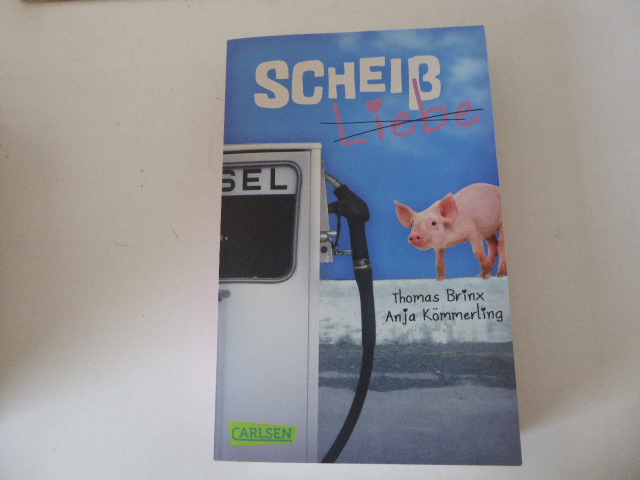 SCHEIß
Liebe
SEL
Thomas Brinx
Anja Kömmerling
CARLSEN